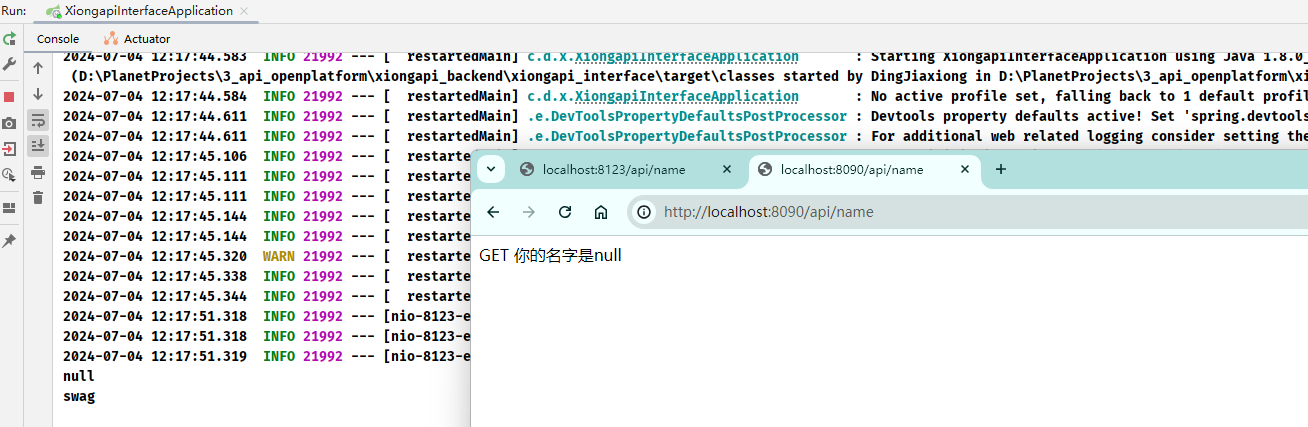 Run: XiongapiInterfaceApplication
Console Actuator
2024-07-04 12:17:44.583 INFO 21992 --- [ restartedMain] c.d.x.XiongapiInterfaceApplication : Starting XiongapiInterfaceApplication using Java 1.8.0_
(D:\PlanetProjects\3_api_openplatform\xiongapi_backend\xiongapi_interface\target\classes started by DingJiaxiong in D:\PlanetProjects\3_api_openplatform\xi
2024-07-04 12:17:44.584 INFO 21992 --- [ restartedMain] c.d.x.XiongapiInterfaceApplication : No active profile set, falling back to 1 default profil
2024-07-04 12:17:44.611 INFO 21992 --- [ restartedMain] .e.DevToolsPropertyDefaultsPostProcessor : Devtools property defaults active! Set 'spring.devtools
2024-07-04 12:17:44.611 INFO 21992 --- [ restartedMain] .e.DevToolsPropertyDefaultsPostProcessor : For additional web related logging consider setting the
2024-07-04 12:17:45.106 INFO 21992 --- [ restarte
2024-07-04 12:17:45.111 INFO 21992 --- [ restarte
2024-07-04 12:17:45.111 INFO 21992 --- [ restarte
2024-07-04 12:17:45.144 INFO 21992 --- [ restarte
2024-07-04 12:17:45.144 INFO 21992 --- [ restarte
2024-07-04 12:17:45.320 WARN 21992 --- [ restarte
2024-07-04 12:17:45.338 INFO 21992 --- [ restarte
2024-07-04 12:17:45.344 INFO 21992 --- [ restarte
2024-07-04 12:17:51.318 INFO 21992 --- [nio-8123-e
2024-07-04 12:17:51.318 INFO 21992 --- [nio-8123-e
2024-07-04 12:17:51.319 INFO 21992 --- [nio-8123-e
null
swag
localhost:8123/api/name
localhost:8090/api/name
http://localhost:8090/api/name
GET 你的名字是null